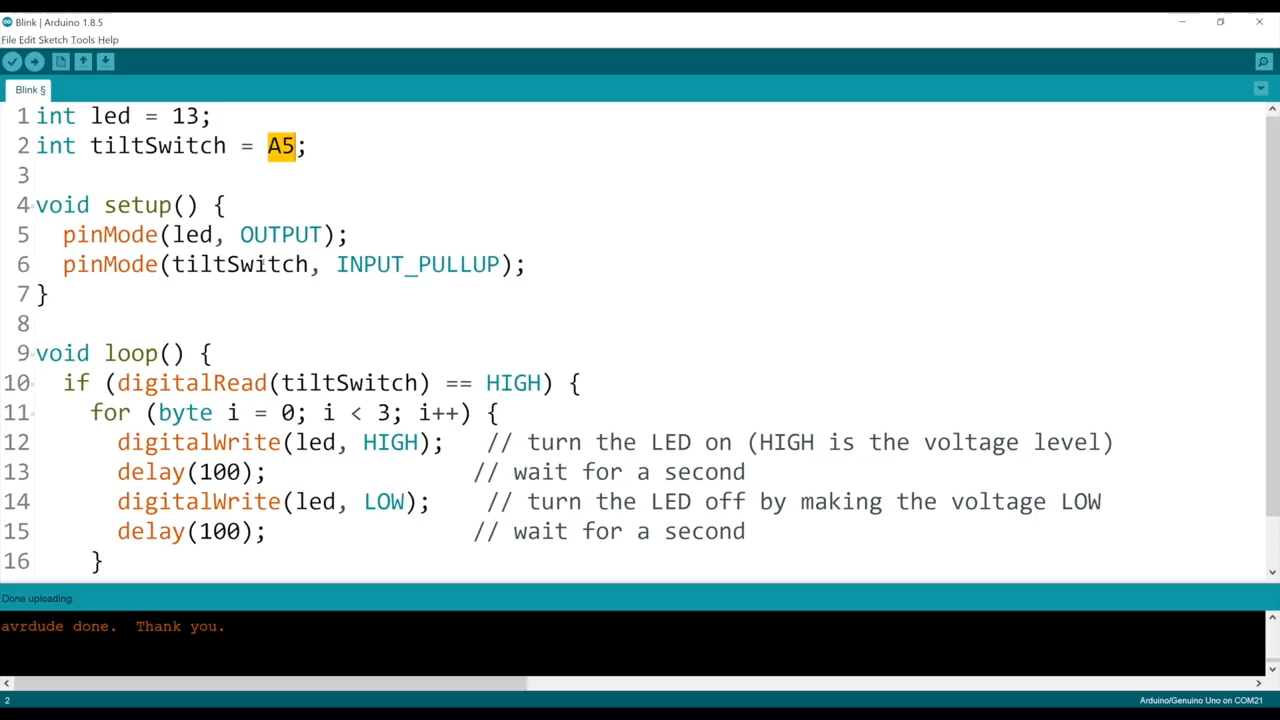 Blink | Arduino 1.8.5
File Edit Sketch Tools Help
Blink §
1 int led = 13;
2 int tiltSwitch = A5;
3
4 void setup() {
5 pinMode(led, OUTPUT);
6 pinMode(tiltSwitch, INPUT_PULLUP);
7 }
8
9 void loop() {
10 if (digitalRead(tiltSwitch) == HIGH) {
11 for (byte i = 0; i < 3; i++) {
12 digitalWrite(led, HIGH); // turn the LED on (HIGH is the voltage level)
13 delay(100); // wait for a second
14 digitalWrite(led, LOW); // turn the LED off by making the voltage LOW
15 delay(100); // wait for a second
16 }
Done uploading.
avrdude done. Thank you.
2 Arduino/Genuino Uno on COM21